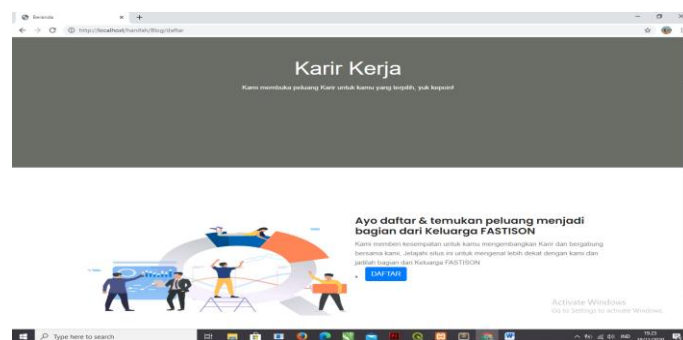 Beranda
http://localhost/hanifah/Blog/daftar
Karir Kerja
Kami membuka peluang Karir untuk kamu yang terpilih, yuk kepoin!
Ayo daftar & temukan peluang menjadi
bagian dari Keluarga FASTISON
Kami memberi kesempatan untuk kamu mengembangkan Karir dan bergabung
bersama kami, Jelajahi situs ini untuk mengenal lebih dekat dengan kami dan
jadilah bagian dari Keluarga FASTISON
DAFTAR
Activate Windows
Go to Settings to activate Windows.
Type here to search
IND
15:23